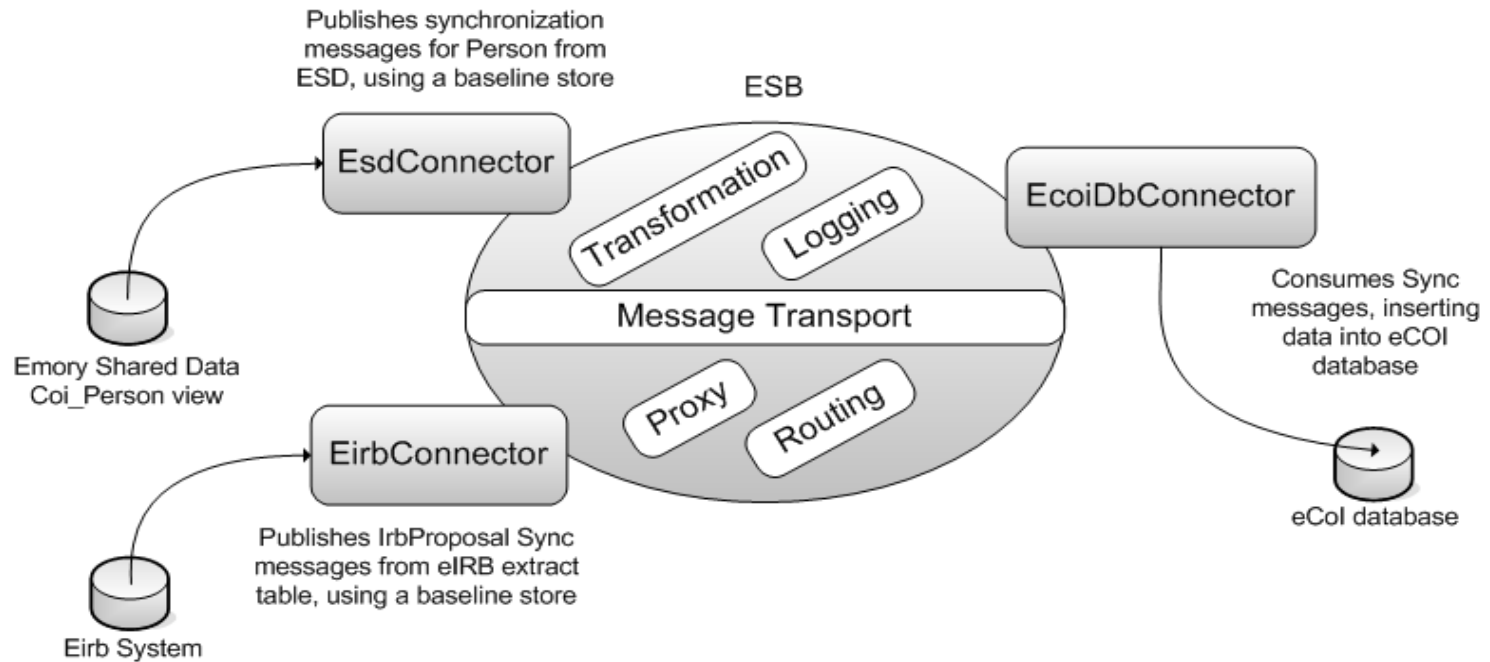 Publishes synchronization
messages for Person from
ESD, using a baseline store
ESB
EsdConnector
Transformation
Logging
EcoiDbConnector
Message Transport
Consumes Sync
messages, inserting
data into eCOI
database
Emory Shared Data
Coi_Person view
Proxy
Routing
EirbConnector
eCoI database
Publishes IrbProposal Sync
messages from eIRB extract
table, using a baseline store
Eirb System